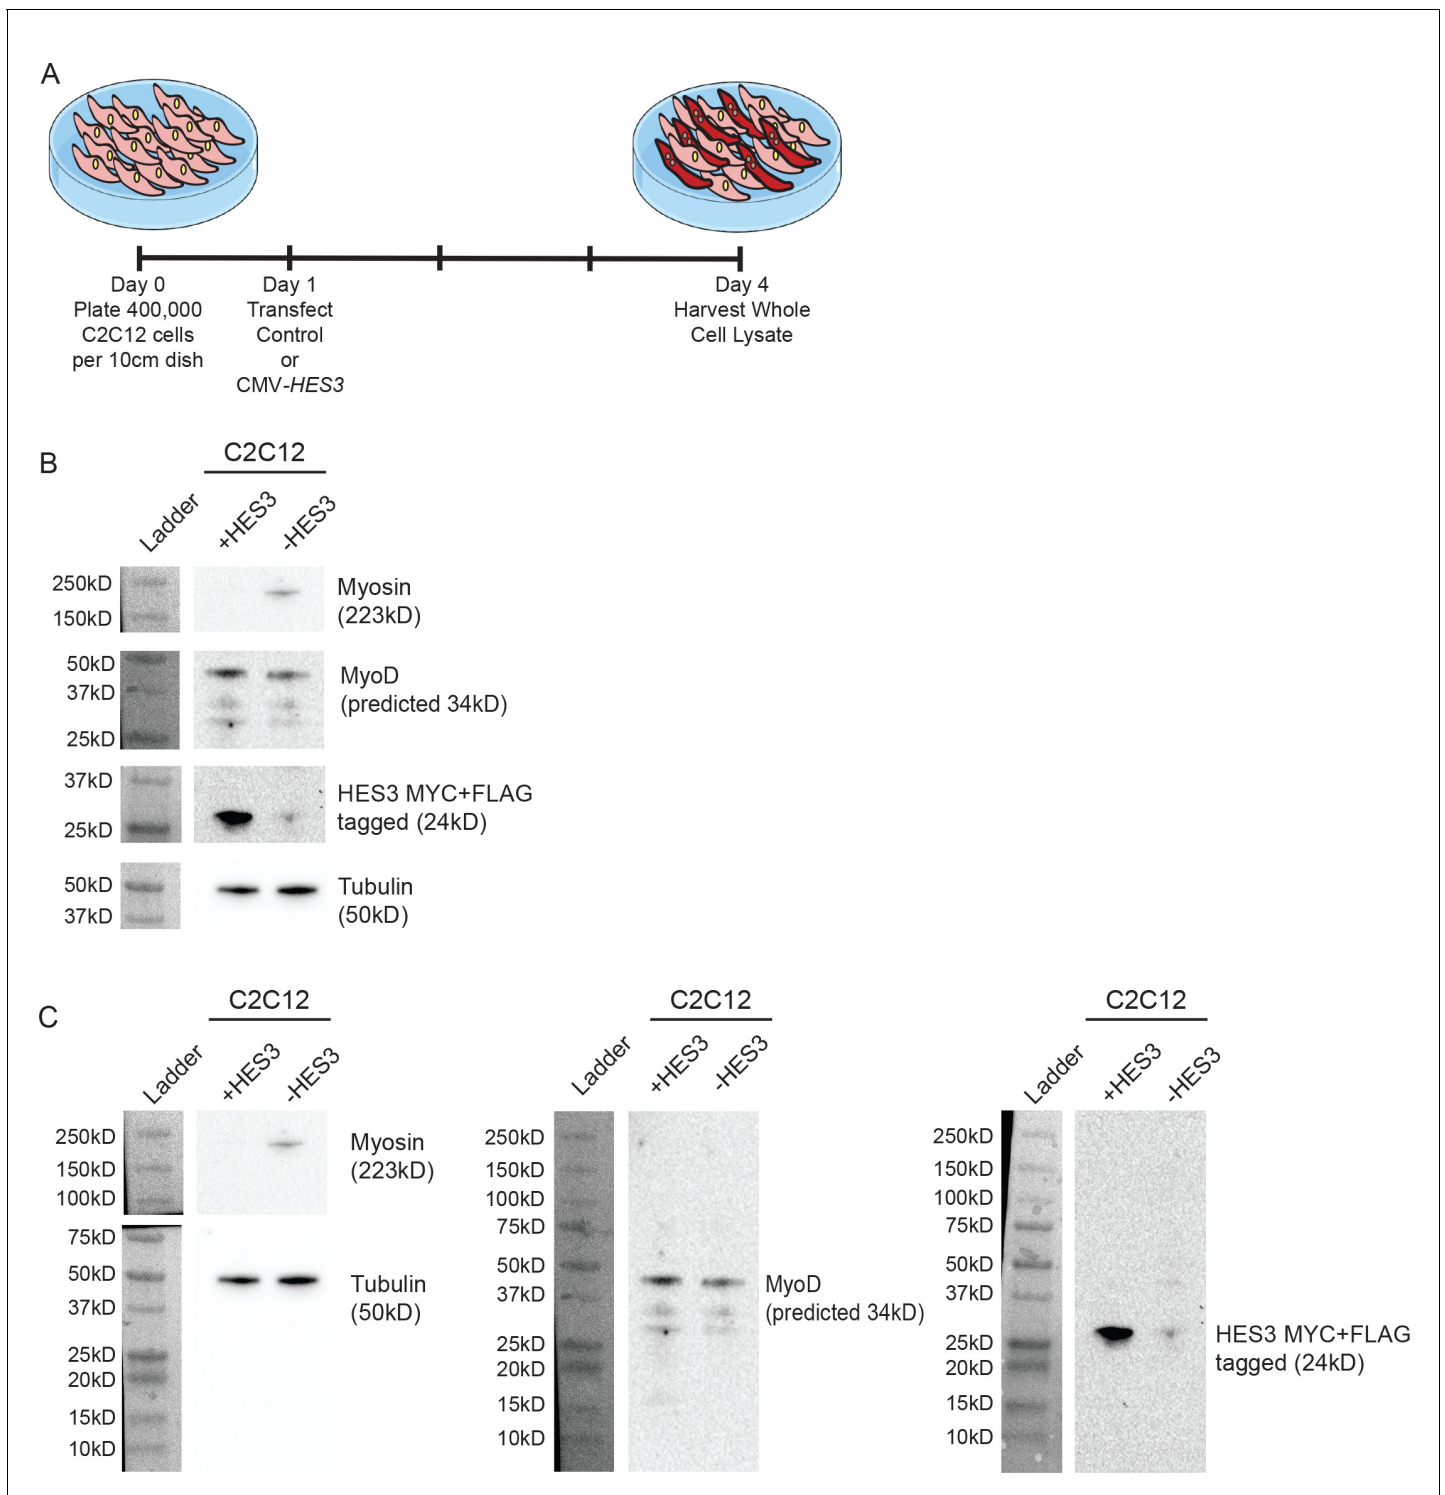 A
Day 0
Plate 400,000
C2C12 cells
per 10cm dish
Day 1
Transfect
Control
or
CMV-HES3
Day 4
Harvest Whole
Cell Lysate
B
C2C12
Ladder
+HES3
-HES3
250kD
150kD
Myosin
(223kD)
50kD
37kD
25kD
MyoD
(predicted 34kD)
37kD
25kD
HES3 MYC+FLAG
tagged (24kD)
50kD
37kD
Tubulin
(50kD)
C
C2C12
Ladder
+HES3
-HES3
250kD
150kD
100kD
Myosin
(223kD)
75kD
50kD
37kD
25kD
20kD
15kD
10kD
Tubulin
(50kD)
C2C12
Ladder
+HES3
-HES3
250kD
150kD
100kD
75kD
50kD
37kD
25kD
20kD
15kD
10kD
MyoD
(predicted 34kD)
C2C12
Ladder
+HES3
-HES3
250kD
150kD
100kD
75kD
50kD
37kD
25kD
20kD
15kD
10kD
HES3 MYC+FLAG
tagged (24kD)